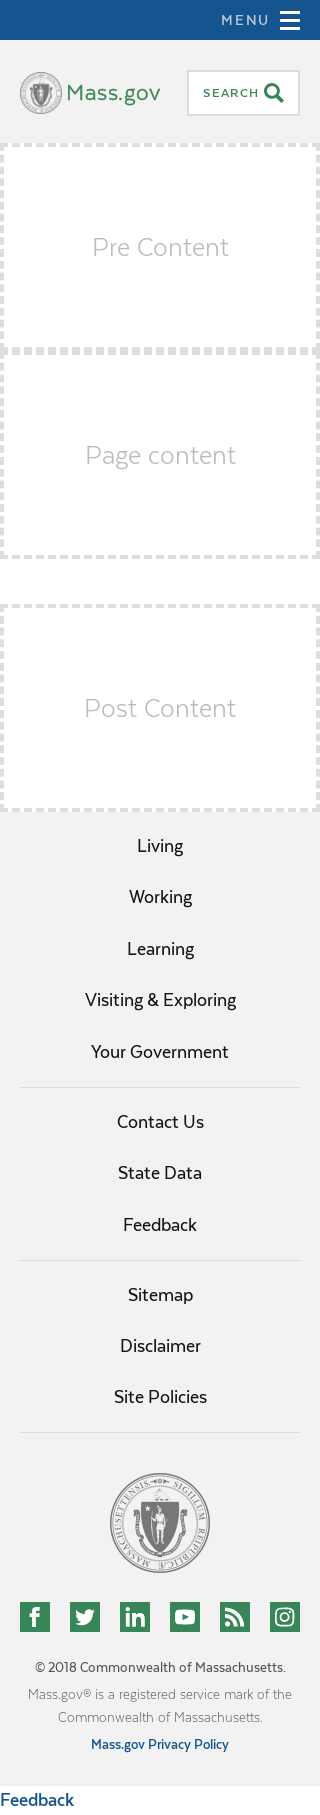 MENU
Mass.gov
SEARCH
Pre Content
Page content
Post Content
Living
Working
Learning
Visiting & Exploring
Your Government
Contact Us
State Data
Feedback
Sitemap
Disclaimer
Site Policies
MASSACHUSETTENSIS. SIGILLUM REIPUBLICÆ
© 2018 Commonwealth of Massachusetts.
Mass.gov® is a registered service mark of the
Commonwealth of Massachusetts.
Mass.gov Privacy Policy
Feedback